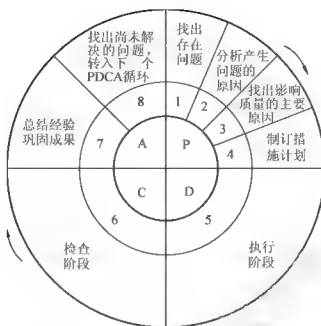 找出尚未解
决的问题,
转入下一个
PDCA循环
找出
存在
问题
分析产生
问题的
原因
找出影响
质量的主要
原因
制订措
施计划
执行
阶段
检查
阶段
总结经验
巩固成果
8
1
2
3
4
5
6
7
A
P
C
D